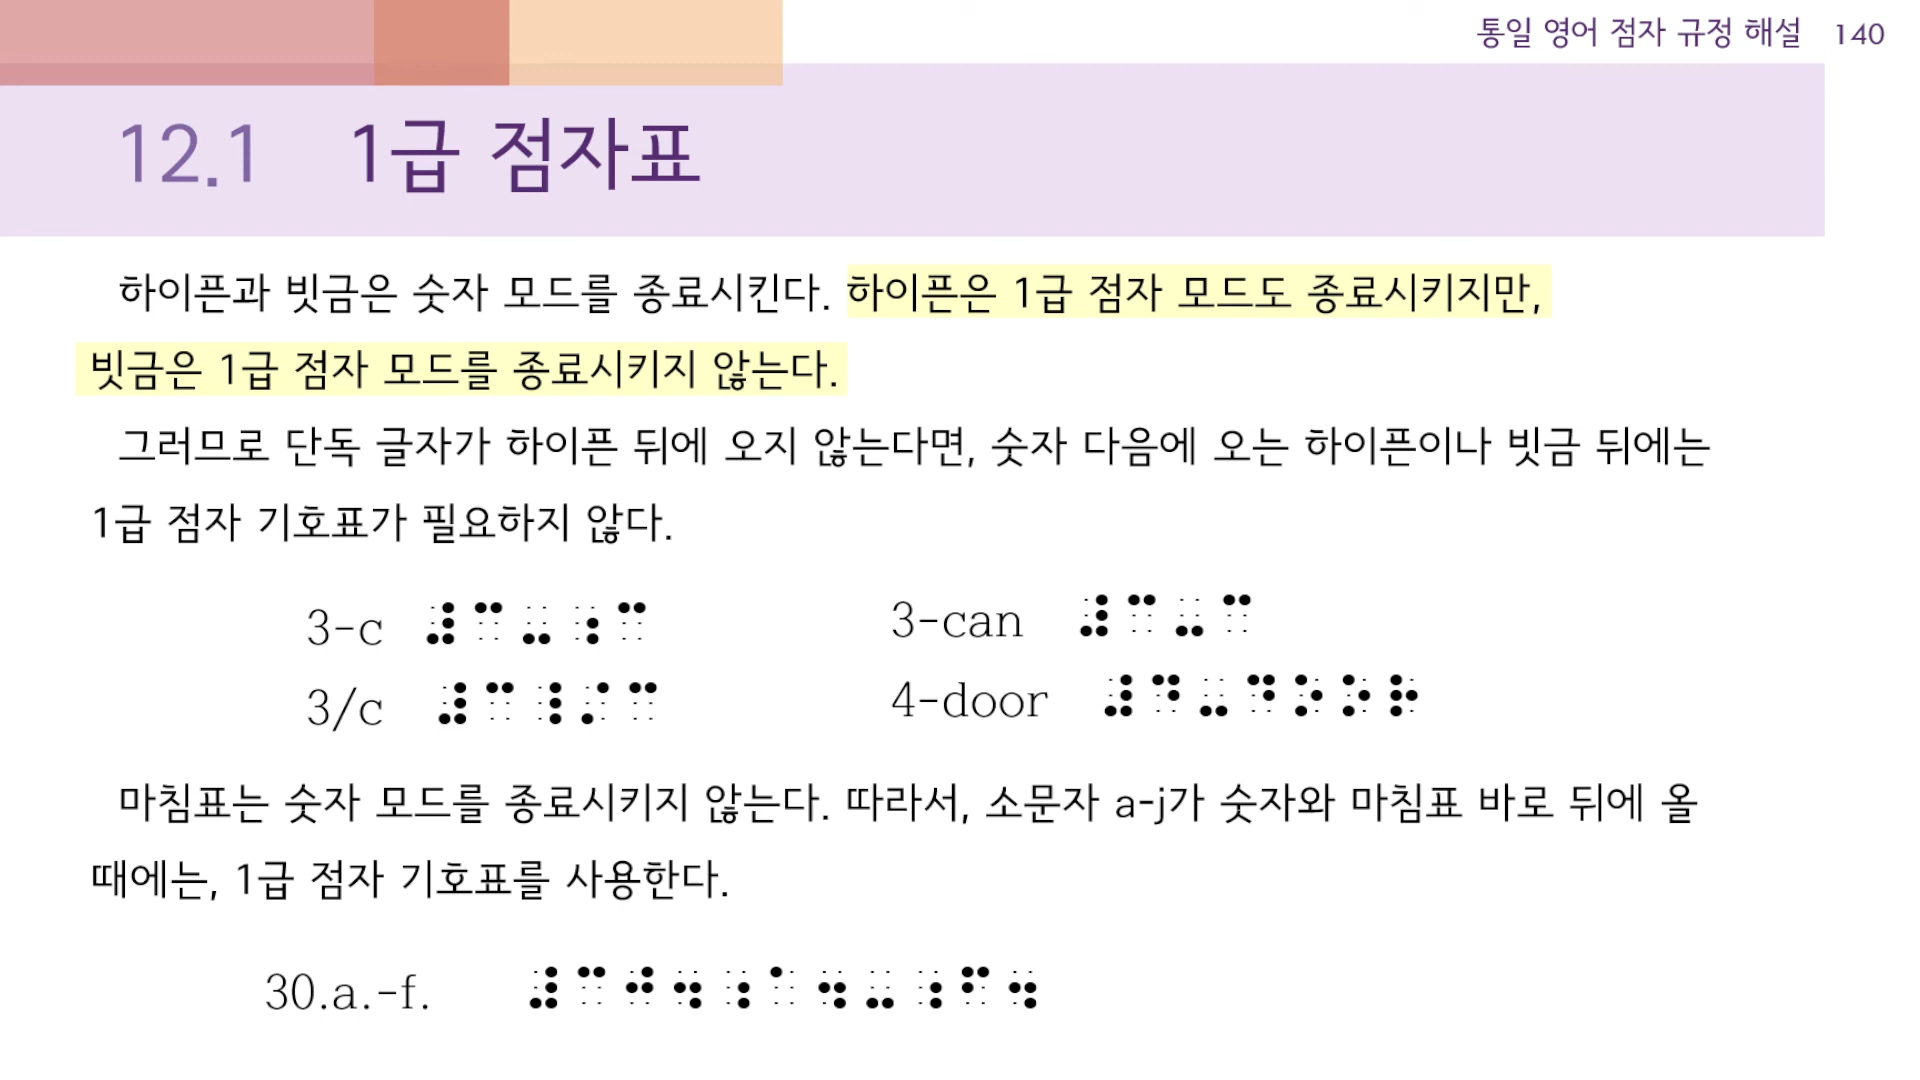 통일 영어 점자 규정 해설 140
12.1 1급 점자표
하이픈과 빗금은 숫자 모드를 종료시킨다. 하이픈은 1급 점자 모드도 종료시키지만,
빗금은 1급 점자 모드를 종료시키지 않는다.
그러므로 단독 글자가 하이픈 뒤에 오지 않는다면, 숫자 다음에 오는 하이픈이나 빗금 뒤에는
1급 점자 기호표가 필요하지 않다.
3-c ⠼⠉⠤⠰⠉ 3-can ⠼⠉⠤⠉
3/c ⠼⠉⠸⠌⠉ 4-door ⠼⠙⠤⠙⠕⠕⠗
마침표는 숫자 모드를 종료시키지 않는다. 따라서, 소문자 a-j가 숫자와 마침표 바로 뒤에 올
때에는, 1급 점자 기호표를 사용한다.
30.a.-f. ⠼⠉⠚⠲⠰⠁⠲⠤⠰⠋⠲